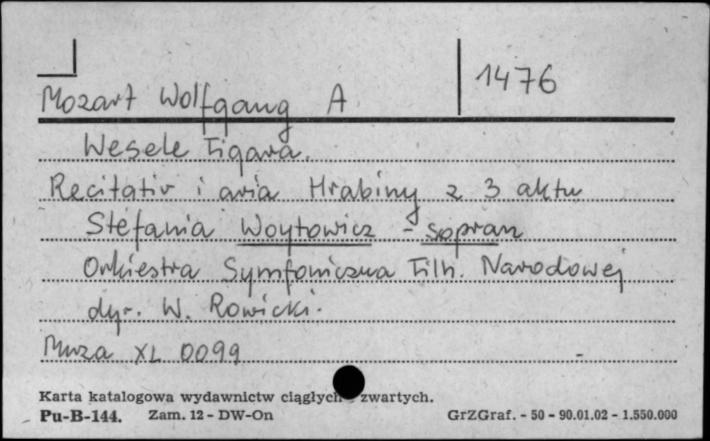 1476
Mozart Wolfgang A
Wesele Figara.
Recitativ i aria Hrabiny z 3 aktu
Stefania Woytowicz - sopran
Orkiestra Symfoniczna Filh. Narodowej
dyr. W. Rowicki.
Muza XL 0099
Karta katalogowa wydawnictw ciągłych zwartych.
Pu-B-144. Zam. 12 - DW-On GrZGraf. - 50 - 90.01.02 - 1.550.000